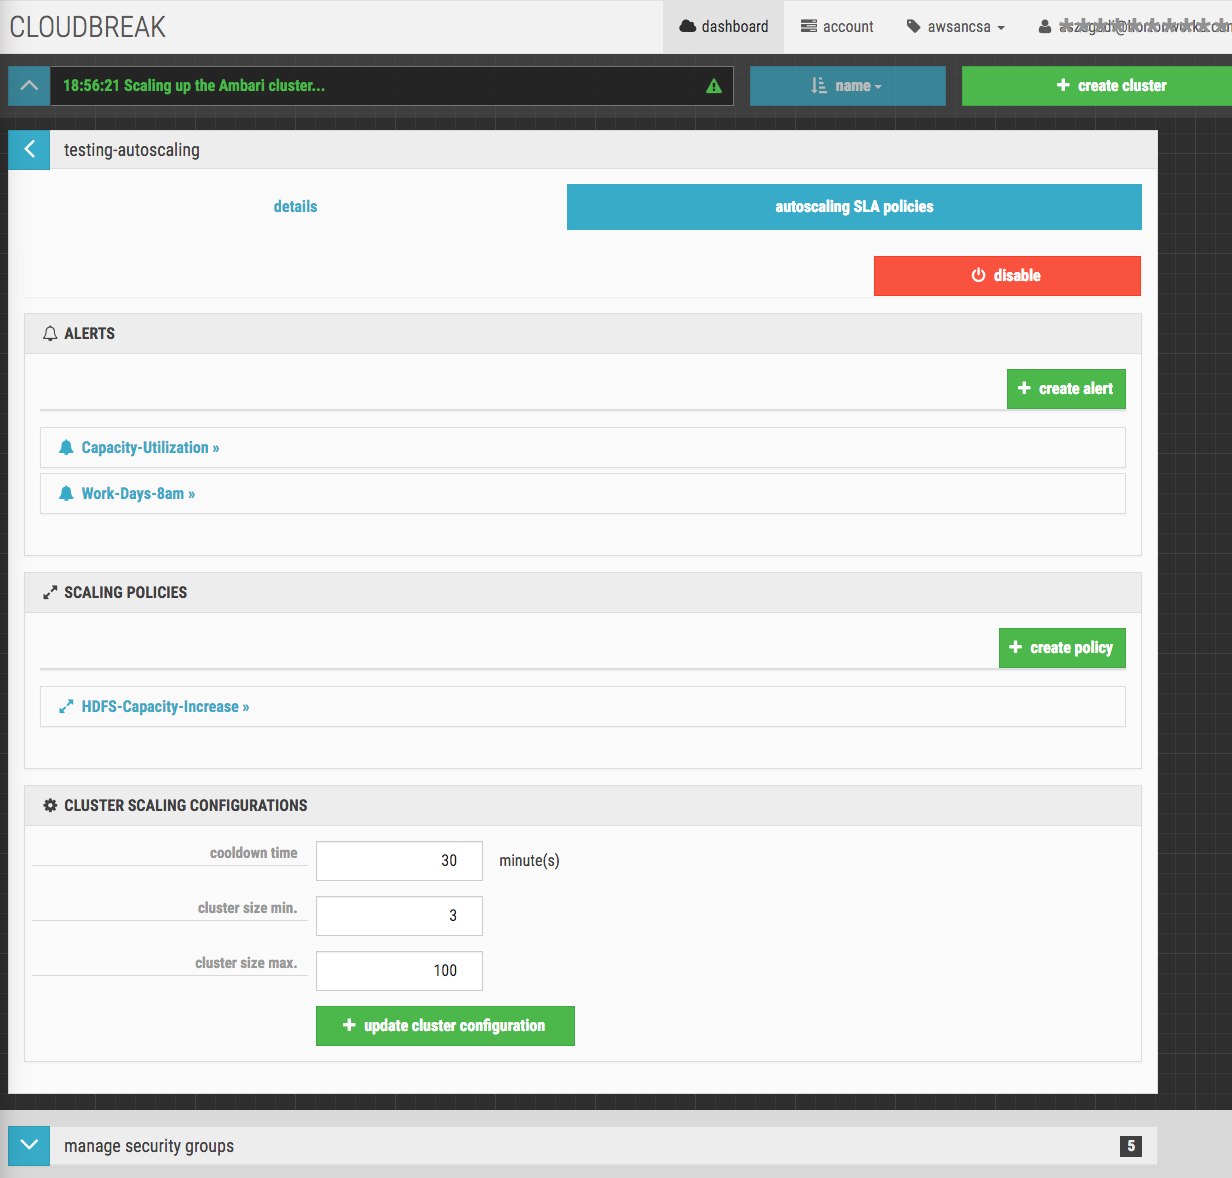 CLOUDBREAK
dashboard
account
awsancsa
18:56:21 Scaling up the Ambari cluster...
name
create cluster
testing-autoscaling
details
autoscaling SLA policies
disable
ALERTS
create alert
Capacity-Utilization »
Work-Days-8am »
SCALING POLICIES
create policy
HDFS-Capacity-Increase »
CLUSTER SCALING CONFIGURATIONS
cooldown time 30 minute(s)
cluster size min. 3
cluster size max. 100
update cluster configuration
manage security groups 5